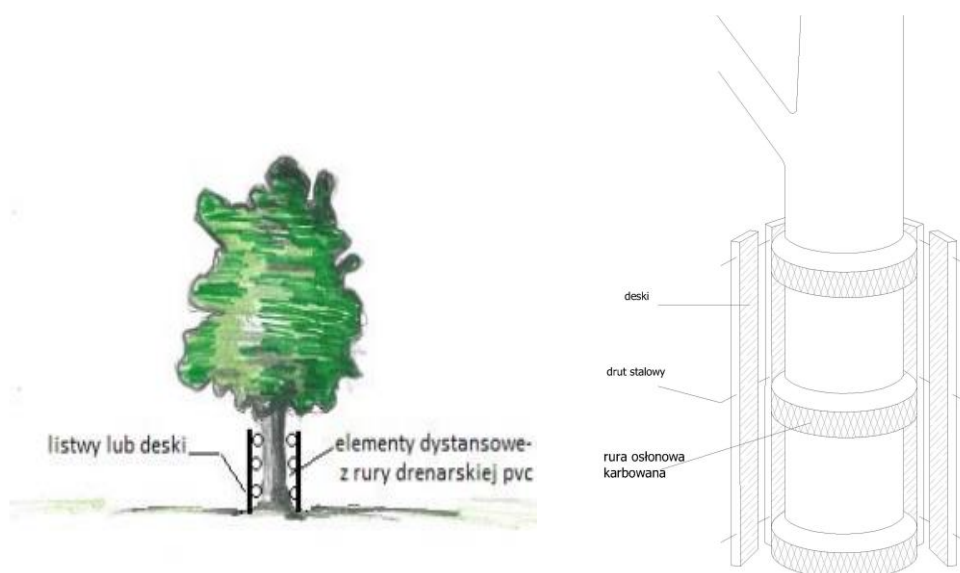 listwy lub deski
elementy dystansowe-
z rury drenarskiej pvc
deski
drut stalowy
rura osłonowa
karbowana